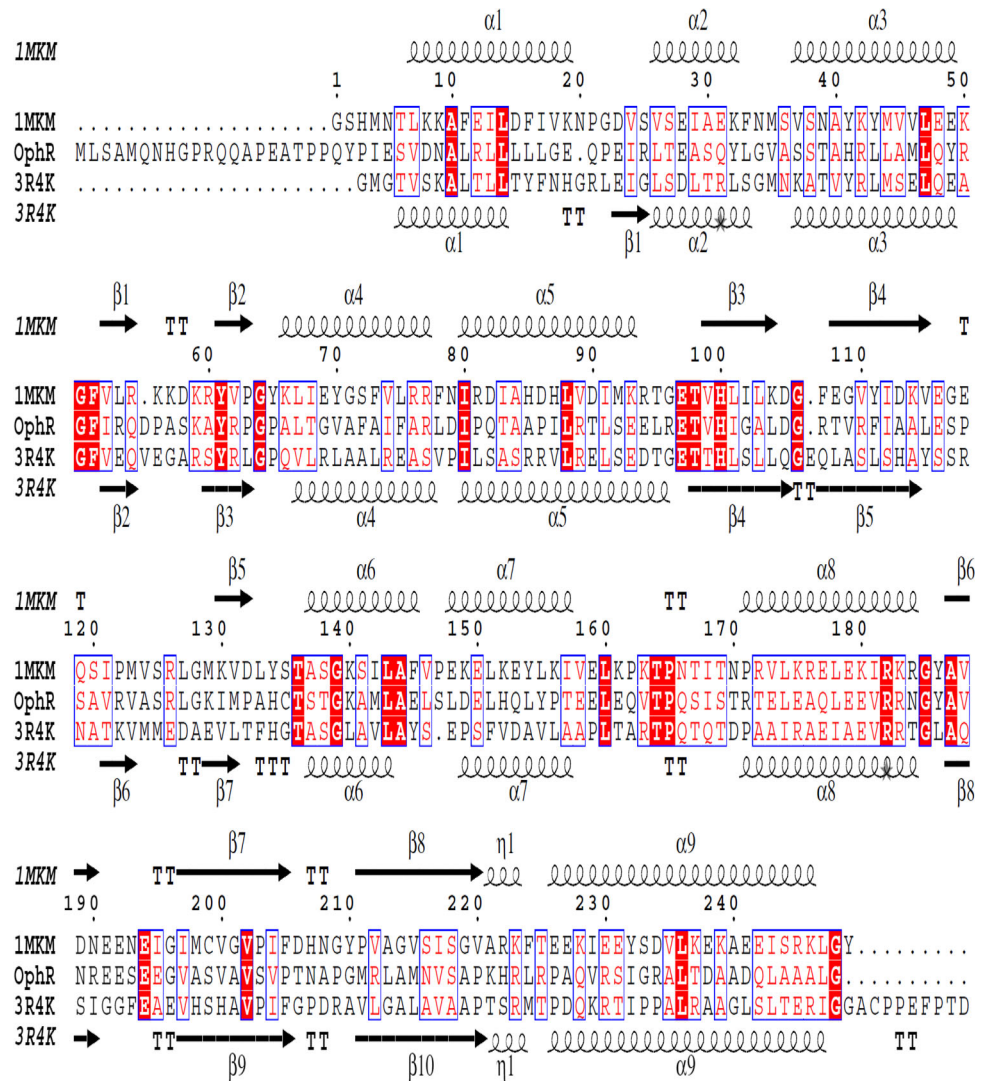 α1 α2 α3
1MKM
1 10 20 30 40 50
1MKM GSHMNTLKKAFEILDFIVKNPGDVSVSEIAEKFNMSVSNAYKYMVVLEEK
OphR MLSAMQNHGPRQQAPEATPPQYPIESVDNALRLLLLLGE.QPEIRLTEASQYLGVASSTAHRLLAMLQYR
3R4K ......................GMGTVSKALTLLTYFNHGRLEIGLSDLTRLSGMNKATVYRLMSELQEA
3R4K TT
α1 β1 α2 α3
β1 β2 α4 α5 β3 β4
1MKM TT T
60 70 80 90 100 110
1MKM GFVLR.KKDKRYVPGYKLIEYGSFVLRRFNIRDIAHDHLVDIMKRTGETVHLILKDG.FEGVYIDKVEGE
OphR GFIRQDPASKAYRPGPALTGVAFAIFARLDIPQTAAPILRTLSEELRETVHIGALDG.RTVRFIAALESP
3R4K GFVEQVEGARSYRLGPQVLRLAALREASVPILSASRRVLRELSEDTGETTHLSLLQGEQLASLSHAYSSR
3R4K TT
β2 β3 α4 α5 β4 β5
β5 α6 α7 α8 β6
1MKM T TT
120 130 140 150 160 170 180
1MKM QSIPMVSRLGMKVDLYSTASGKSILAFVPEKELKEYLKIVELKPKTPNTITNPRVLKRELEKIRKRGYAV
OphR SAVRVASRLGKIMPAHCTSTGKAMLAELSLDELHQLYPTEELEQVTPQSISTRTELEAQLEEVRRNGYAV
3R4K NATKVMMEDAEVLTFHGTASGLAVLAYS.EPSFVDAVLAAPLTARTPQTQTDPAAIRAEIAEVRRTGLAQ
3R4K TT TTT TT
β6 β7 α6 α7 α8 β8
β7 β8 η1 α9
1MKM TT TT
190 200 210 220 230 240
1MKM DNEENEIGIMCVGVPIFDHNGYPVAGVSISGVARKFTEEKIEEYSDVLKEKAEEISRKLGY.........
OphR NREESEEGVASVAVSVPTNAPGMRLAMNVSAPKHRLRPAQVRSIGRALTDAADQLAAALG..........
3R4K SIGGFEAEVHSHAVPIFGPDRAVLGALAVAAPTSRMTPDQKRTIPPALRAAGLSLTERIGGACPPEFPTD
3R4K TT TT TT
β9 β10 η1 α9